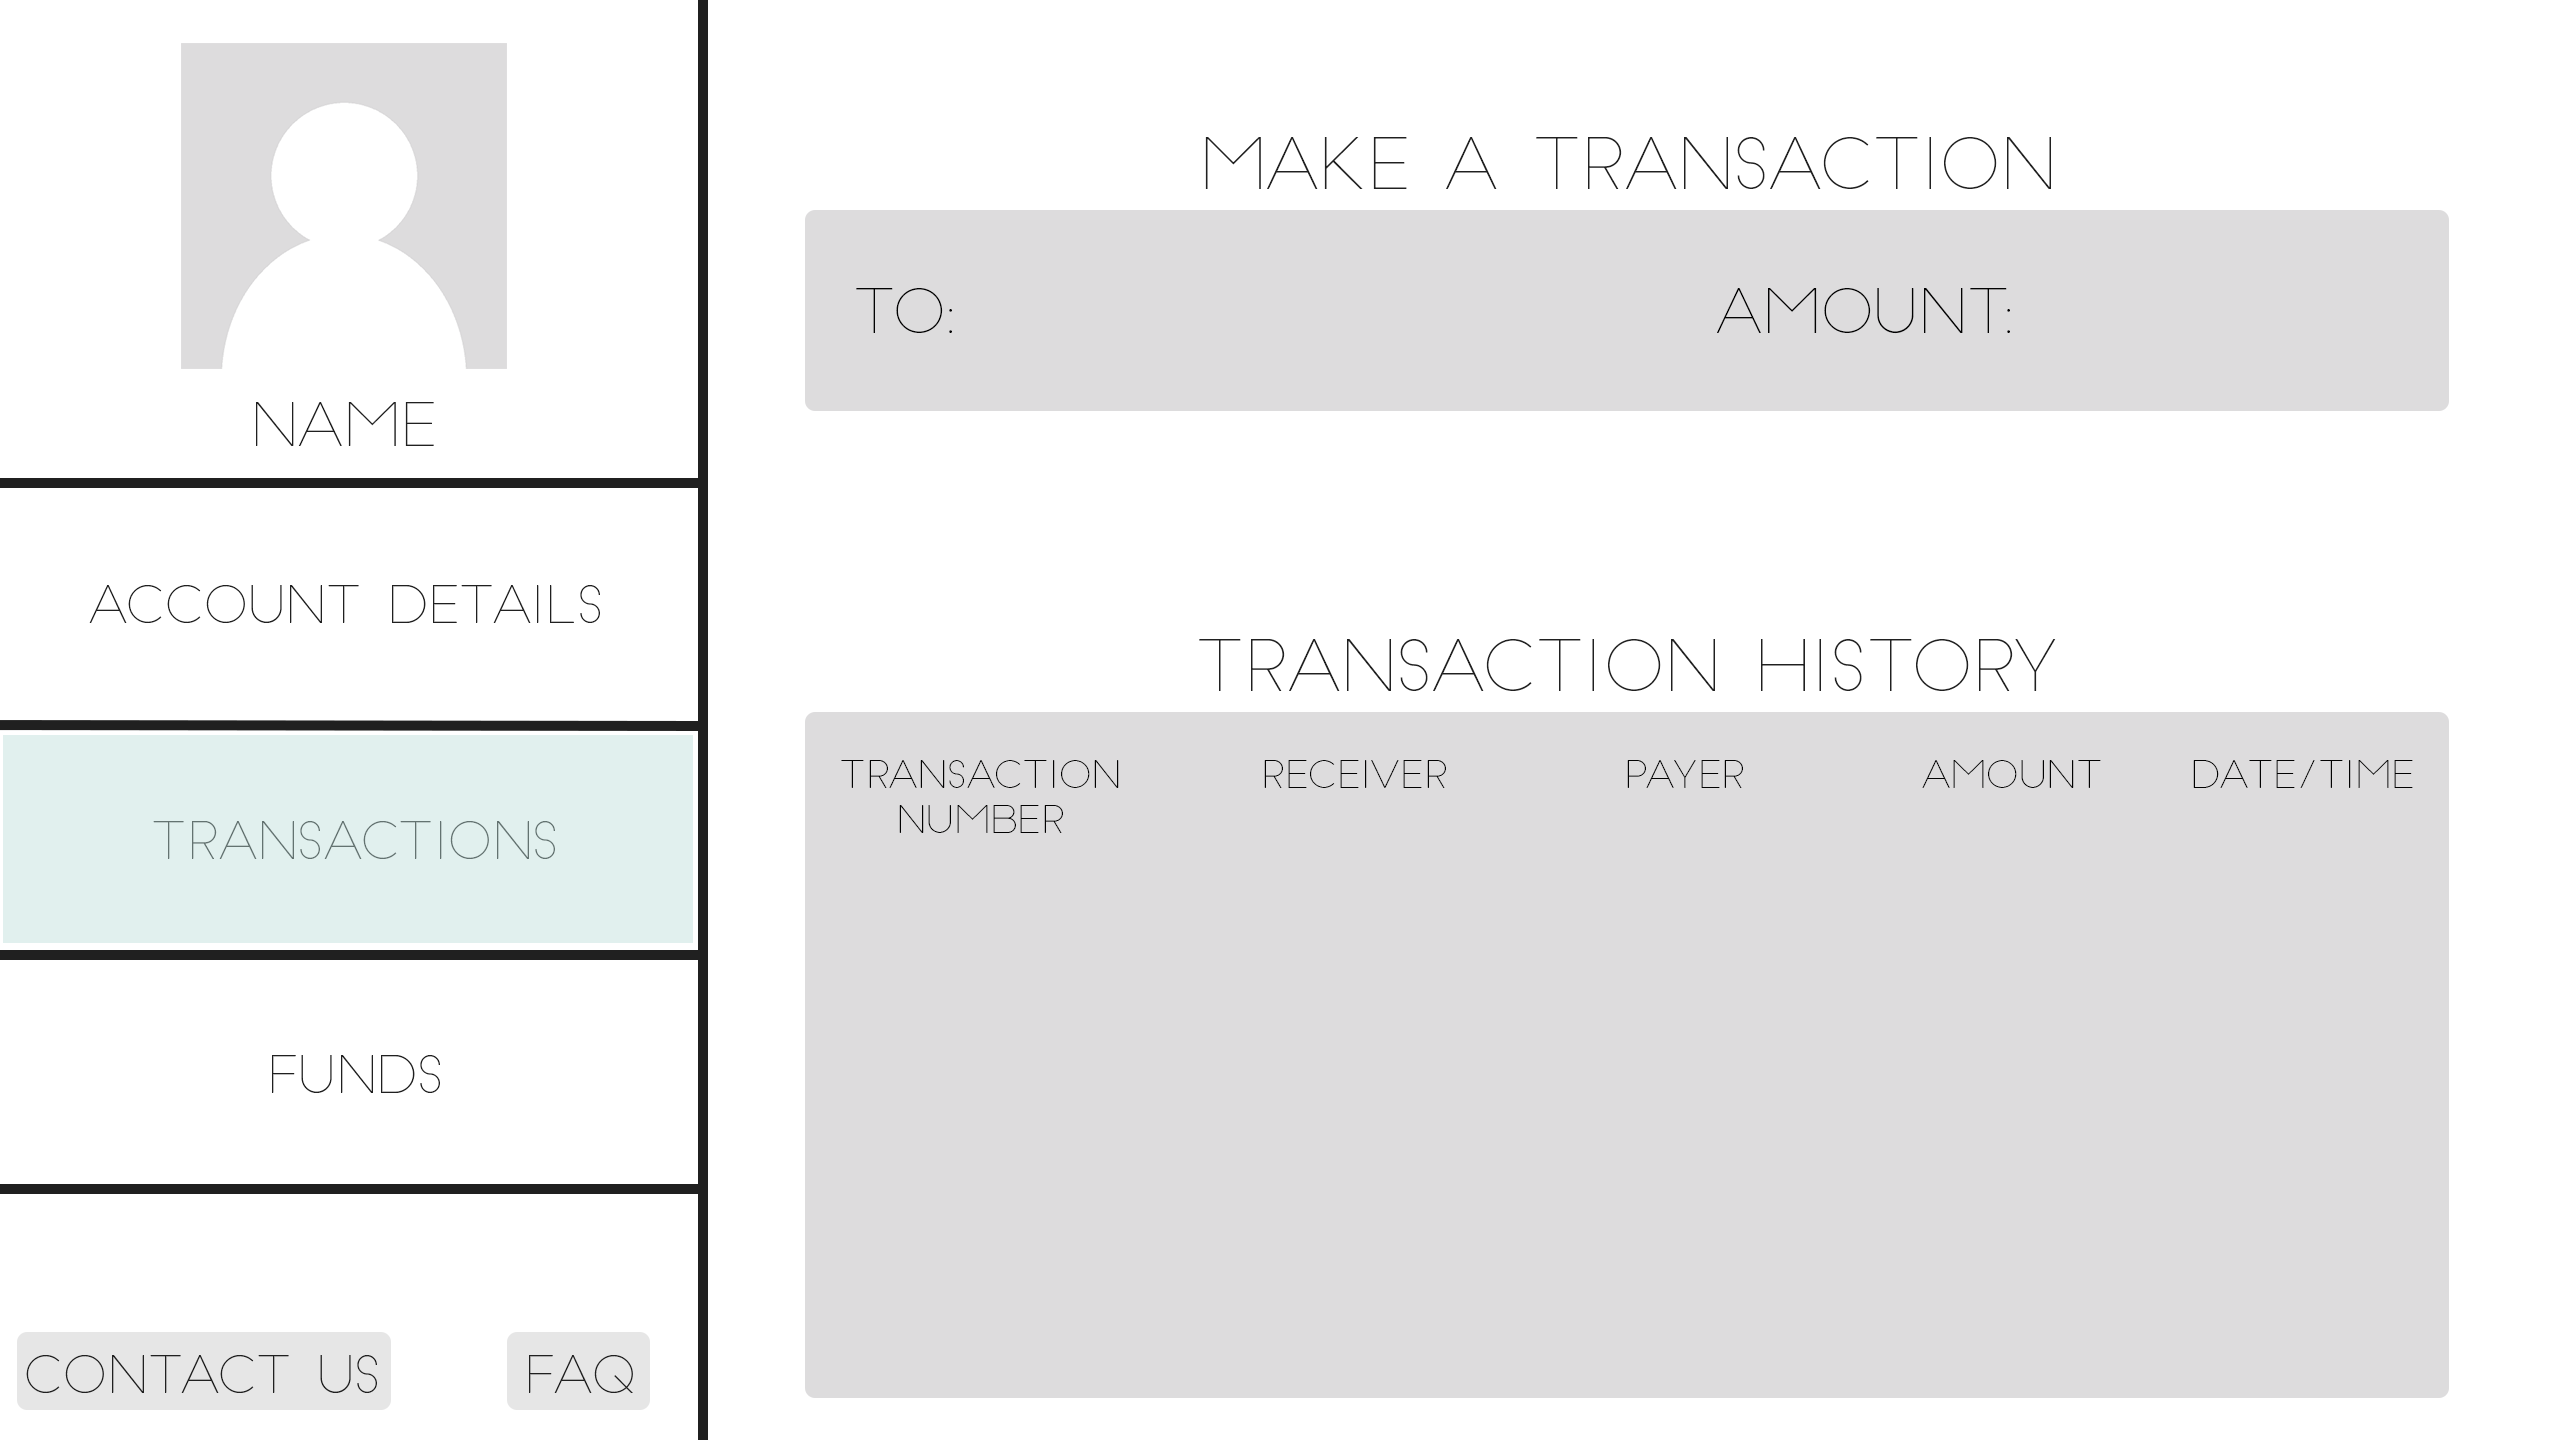 NAME
ACCOUNT DETAILS
TRANSACTIONS
FUNDS
CONTACT US
FAQ
MAKE A TRANSACTION
TO:
AMOUNT:
TRANSACTION HISTORY
TRANSACTION
NUMBER
RECEIVER
PAYER
AMOUNT
DATE/TIME